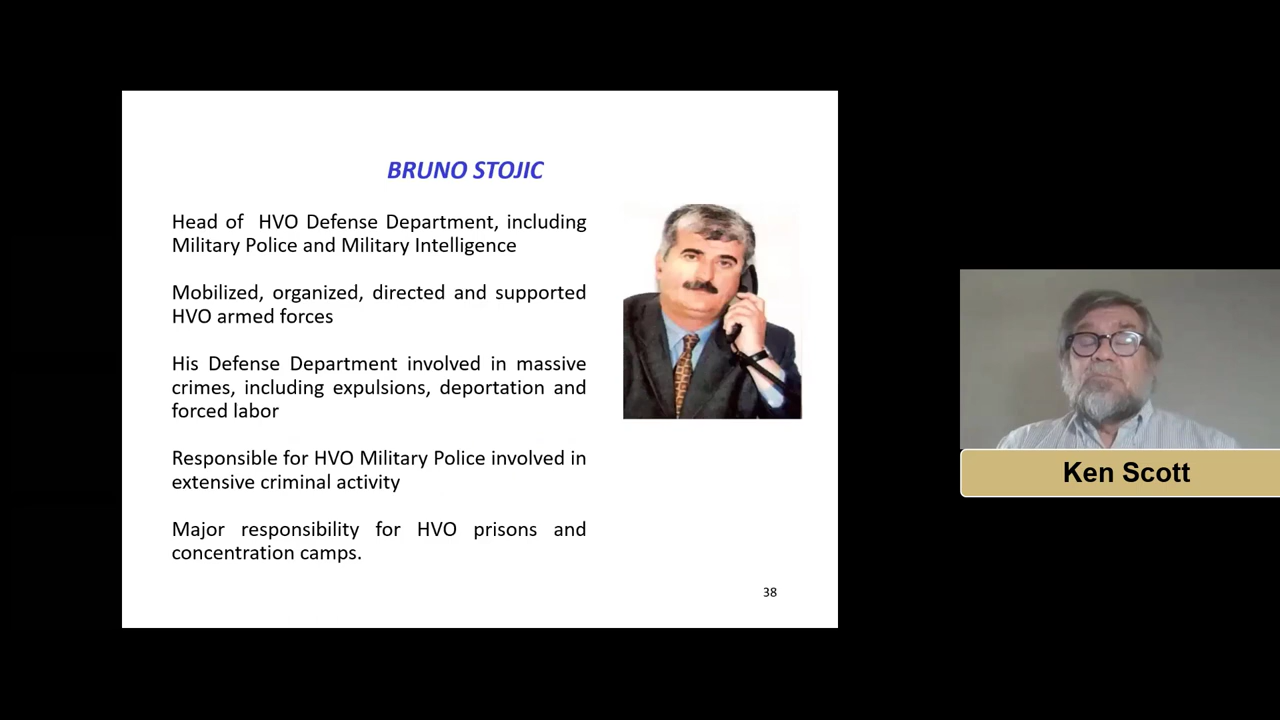 BRUNO STOJIC
Head of HVO Defense Department, including
Military Police and Military Intelligence
Mobilized, organized, directed and supported
HVO armed forces
His Defense Department involved in massive
crimes, including expulsions, deportation and
forced labor
Responsible for HVO Military Police involved in
extensive criminal activity
Major responsibility for HVO prisons and
concentration camps.
38
Ken Scott